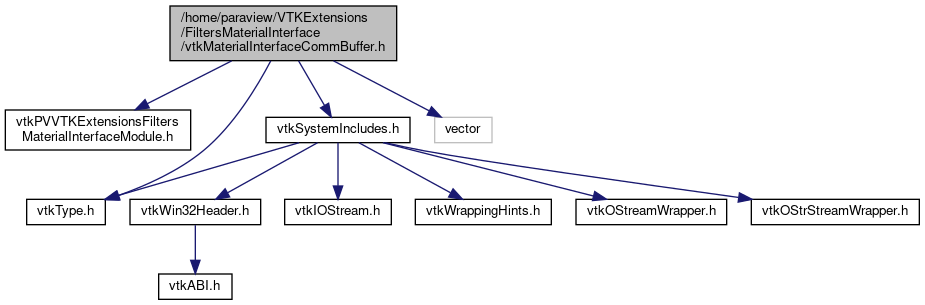 /home/paraview/VTKExtensions
/FiltersMaterialInterface
/vtkMaterialInterfaceCommBuffer.h
vtkPVVTKExtensionsFilters
MaterialInterfaceModule.h
vtkSystemIncludes.h
vector
vtkType.h
vtkWin32Header.h
vtkIOStream.h
vtkWrappingHints.h
vtkOStreamWrapper.h
vtkOStrStreamWrapper.h
vtkABI.h